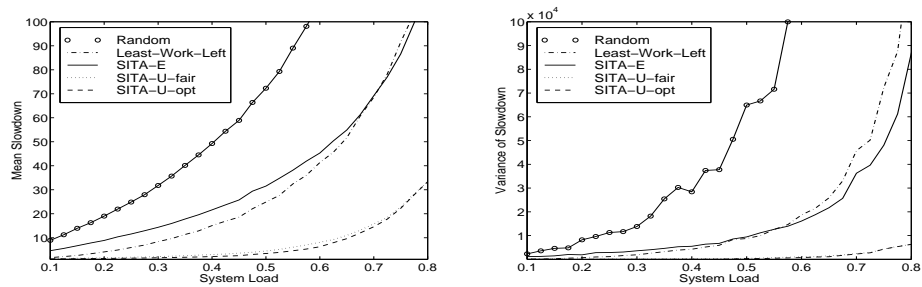 100
90
80
70
60
50
40
30
20
10
Mean Slowdown
Random
Least−Work−Left
SITA−E
SITA−U−fair
SITA−U−opt
0.1 0.2 0.3 0.4 0.5 0.6 0.7 0.8
System Load
x 10^4
10
9
8
7
6
5
4
3
2
1
Variance of Slowdown
Random
Least−Work−Left
SITA−E
SITA−U−fair
SITA−U−opt
0.1 0.2 0.3 0.4 0.5 0.6 0.7 0.8
System Load